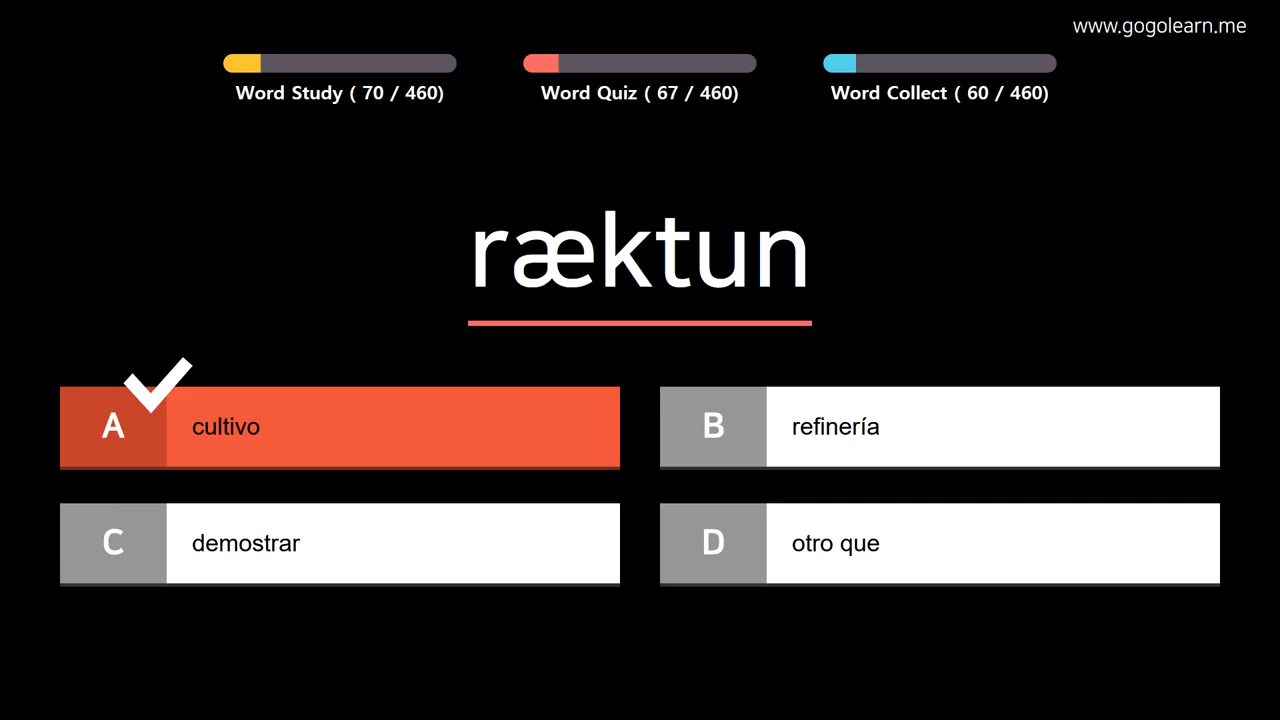 www.gogolearn.me
Word Study ( 70 / 460)
Word Quiz ( 67 / 460)
Word Collect ( 60 / 460)
ræktun
A cultivo
B refinería
C demostrar
D otro que